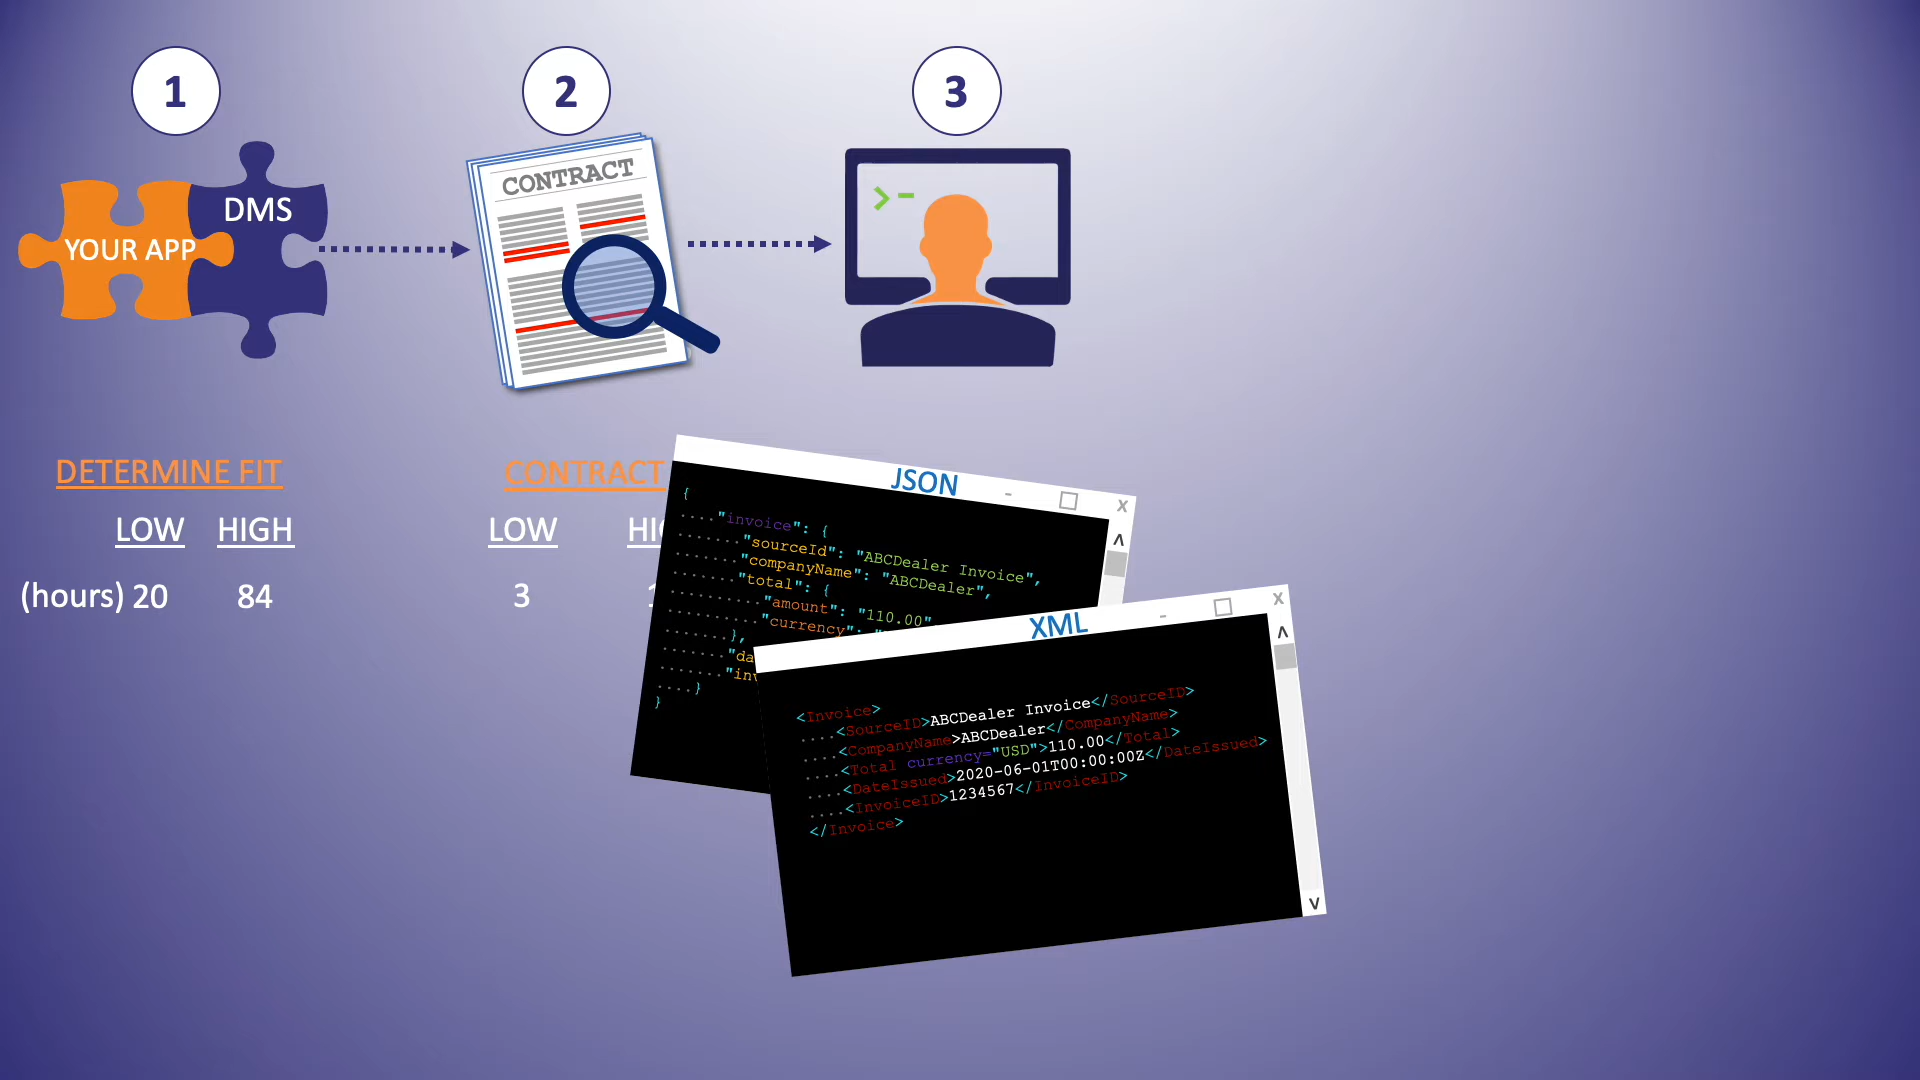 1
2
3
YOUR APP
DMS
CONTRACT
DETERMINE FIT
LOW HIGH
(hours) 20 84
CONTRACT
LOW
3
JSON
- X
{
...."invoice": {
......."sourceId": "ABCDealer Invoice",
......."companyName": "ABCDealer",
......."total": {
.........."amount": "110.00"
.........."currency":
.......},
....}
}
XML
- X
<Invoice>
....<SourceID>ABCDealer Invoice</SourceID>
....<CompanyName>ABCDealer</CompanyName>
....<Total currency="USD">110.00</Total>
....<DateIssued>2020-06-01T00:00:00Z</DateIssued>
....<InvoiceID>1234567</InvoiceID>
</Invoice>